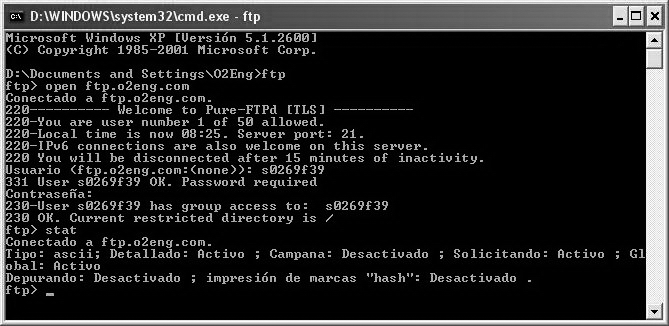 D:\WINDOWS\system32\cmd.exe - ftp
Microsoft Windows XP [Versión 5.1.2600]
(C) Copyright 1985-2001 Microsoft Corp.
D:\Documents and Settings\O2Eng>ftp
ftp> open ftp.o2eng.com
Conectado a ftp.o2eng.com.
220---------- Welcome to Pure-FTPd [TLS] ----------
220-You are user number 1 of 50 allowed.
220-Local time is now 08:25. Server port: 21.
220-IPv6 connections are also welcome on this server.
220 You will be disconnected after 15 minutes of inactivity.
Usuario (ftp.o2eng.com:(none)): s0269f39
331 User s0269f39 OK. Password required
Contraseña:
230-User s0269f39 has group access to:  s0269f39
230 OK. Current restricted directory is /
ftp> stat
Conectado a ftp.o2eng.com.
Tipo: ascii; Detallado: Activo ; Campana: Desactivado ; Solicitando: Activo ; Gl
obal: Activo
Depurando: Desactivado ; impresión de marcas "hash": Desactivado .
ftp> _